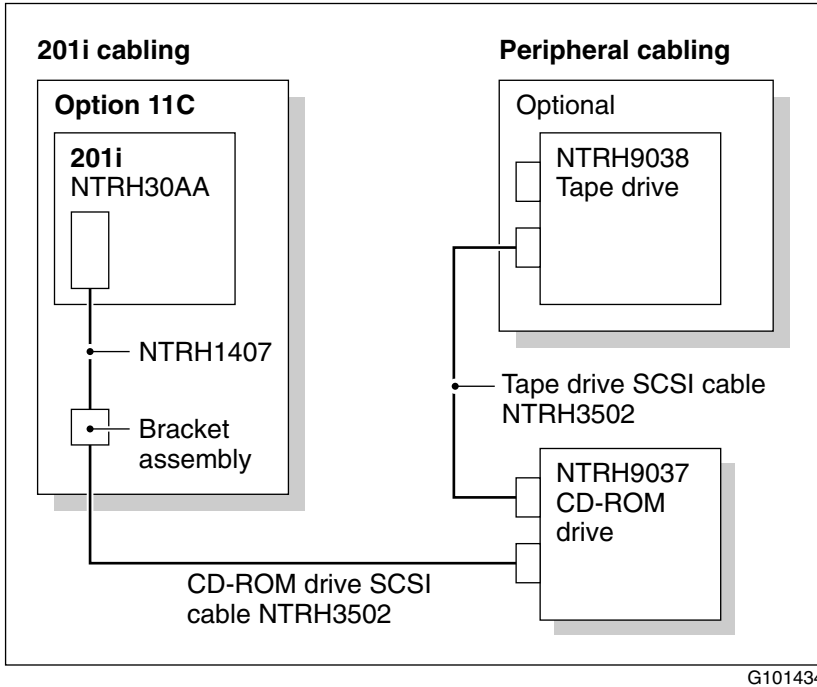 201i cabling
Option 11C
201i
NTRH30AA
NTRH1407
Bracket
assembly
CD-ROM drive SCSI
cable NTRH3502
Peripheral cabling
Optional
NTRH9038
Tape drive
Tape drive SCSI cable
NTRH3502
NTRH9037
CD-ROM
drive
G101434